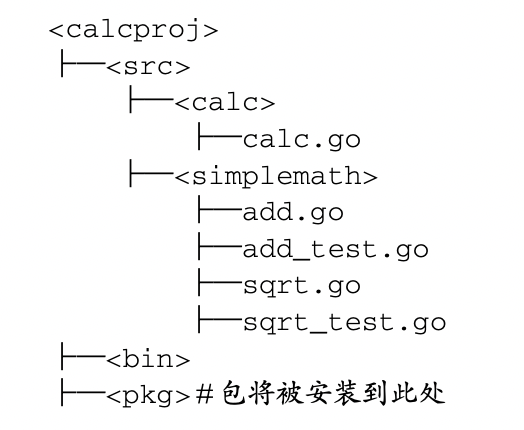 <calcproj>
├──<src>
├──<calc>
├──calc.go
├──<simplemath>
├──add.go
├──add_test.go
├──sqrt.go
├──sqrt_test.go
├──<bin>
├──<pkg>#包将被安装到此处